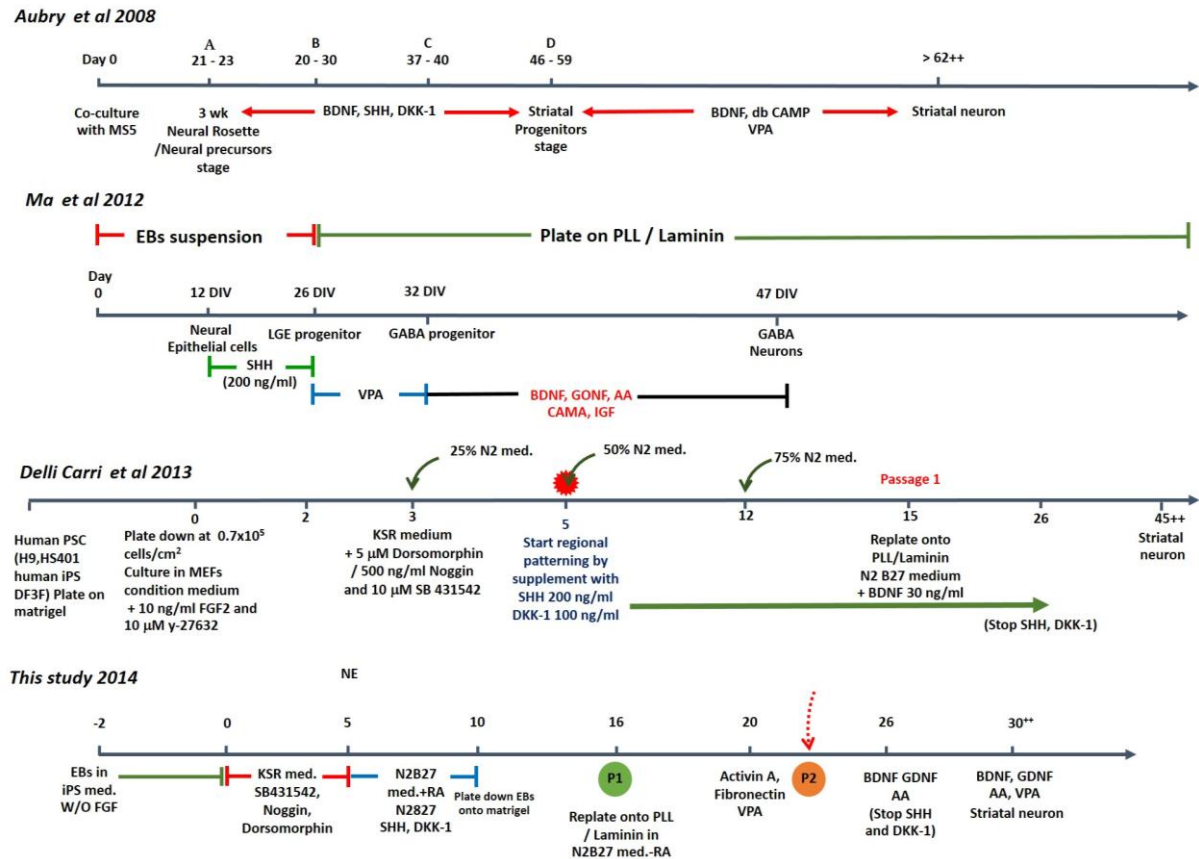 Aubry et al 2008
A
B
C
D
Day 0
21 - 23
20 - 30
37 - 40
46 - 59
> 62++
Co-culture
with MS5
3 wk
Neural Rosette
/Neural precursors
stage
BDNF, SHH, DKK-1
Striatal
Progenitors
stage
BDNF, db CAMP
VPA
Striatal neuron
Ma et al 2012
EBs suspension
Plate on PLL / Laminin
Day
0
12 DIV
26 DIV
32 DIV
47 DIV
Neural
Epithelial cells
LGE progenitor
GABA progenitor
GABA
Neurons
SHH
(200 ng/ml)
VPA
BDNF, GONF, AA
CAMA, IGF
Delli Carri et al 2013
25% N2 med.
50% N2 med.
75% N2 med.
Passage 1
0
2
3
5
12
15
26
45++
Human PSC
(H9,HS401
human iPS
DF3F) Plate on
matrigel
Plate down at 0.7x10⁵
cells/cm²
Culture in MEFs
condition medium
+ 10 ng/ml FGF2 and
10 µM y-27632
KSR medium
+ 5 µM Dorsomorphin
/ 500 ng/ml Noggin
and 10 µM SB 431542
Start regional
patterning by
supplement with
SHH 200 ng/ml
DKK-1 100 ng/ml
Replate onto
PLL/Laminin
N2 B27 medium
+ BDNF 30 ng/ml
(Stop SHH, DKK-1)
Striatal
neuron
This study 2014
NE
-2
0
5
10
16
20
26
30⁺⁺
EBs in
iPS med.
W/O FGF
KSR med.
SB431542,
Noggin,
Dorsomorphin
N2B27
med.+RA
N2827
SHH, DKK-1
Plate down EBs
onto matrigel
P1
Replate onto PLL
/ Laminin in
N2B27 med.-RA
Activin A,
Fibronectin
VPA
P2
BDNF GDNF
AA
(Stop SHH
and DKK-1)
BDNF, GDNF
AA, VPA
Striatal neuron